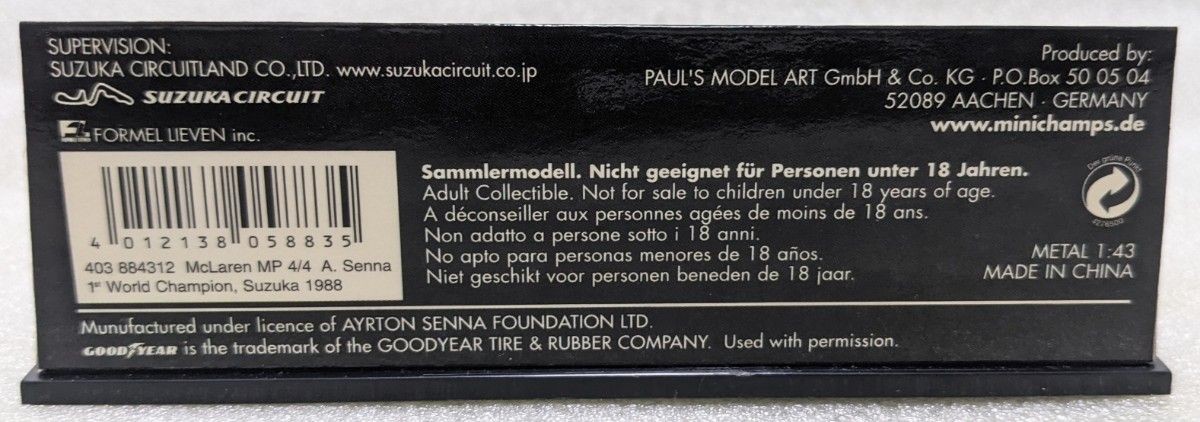 SUPERVISION:
SUZUKA CIRCUITLAND CO.,LTD. www.suzukacircuit.co.jp
SUZUKA CIRCUIT
FORMEL LIEVEN inc.
Produced by:
PAUL'S MODEL ART GmbH & Co. KG · P.O.Box 50 05 04
52089 AACHEN · GERMANY
www.minichamps.de
4 012138 058835
403 884312 McLaren MP 4/4 A. Senna
1st World Champion, Suzuka 1988
Sammlermodell. Nicht geeignet für Personen unter 18 Jahren.
Adult Collectible. Not for sale to children under 18 years of age.
A déconseiller aux personnes agées de moins de 18 ans.
Non adatto a persone sotto i 18 anni.
No apto para personas menores de 18 años.
Niet geschikt voor personen beneden de 18 jaar.
Der grüne Punkt
METAL 1:43
MADE IN CHINA
Munufactured under licence of AYRTON SENNA FOUNDATION LTD.
GOODYEAR is the trademark of the GOODYEAR TIRE & RUBBER COMPANY. Used with permission.